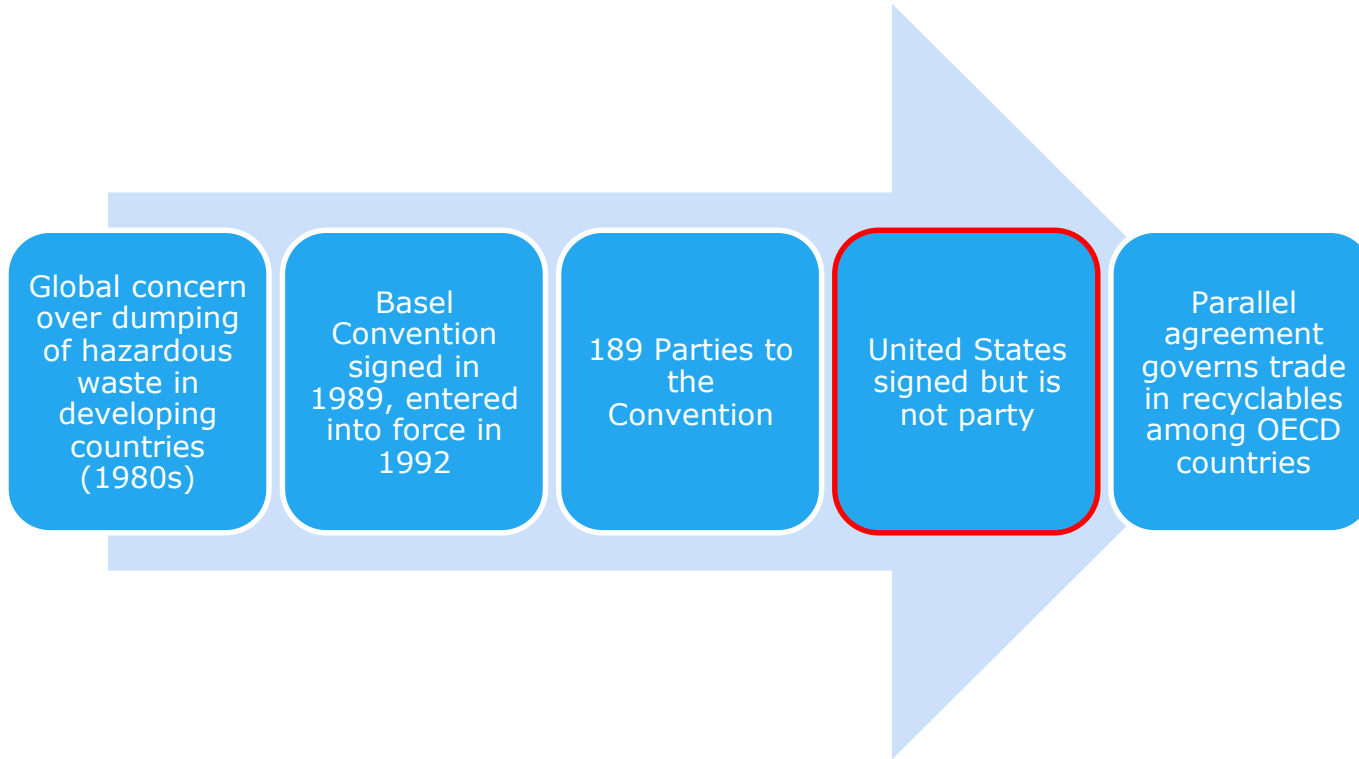 Global concern
over dumping
of hazardous
waste in
developing
countries
(1980s)
Basel
Convention
signed in
1989, entered
into force in
1992
189 Parties to
the
Convention
United States
signed but is
not party
Parallel
agreement
governs trade
in recyclables
among OECD
countries